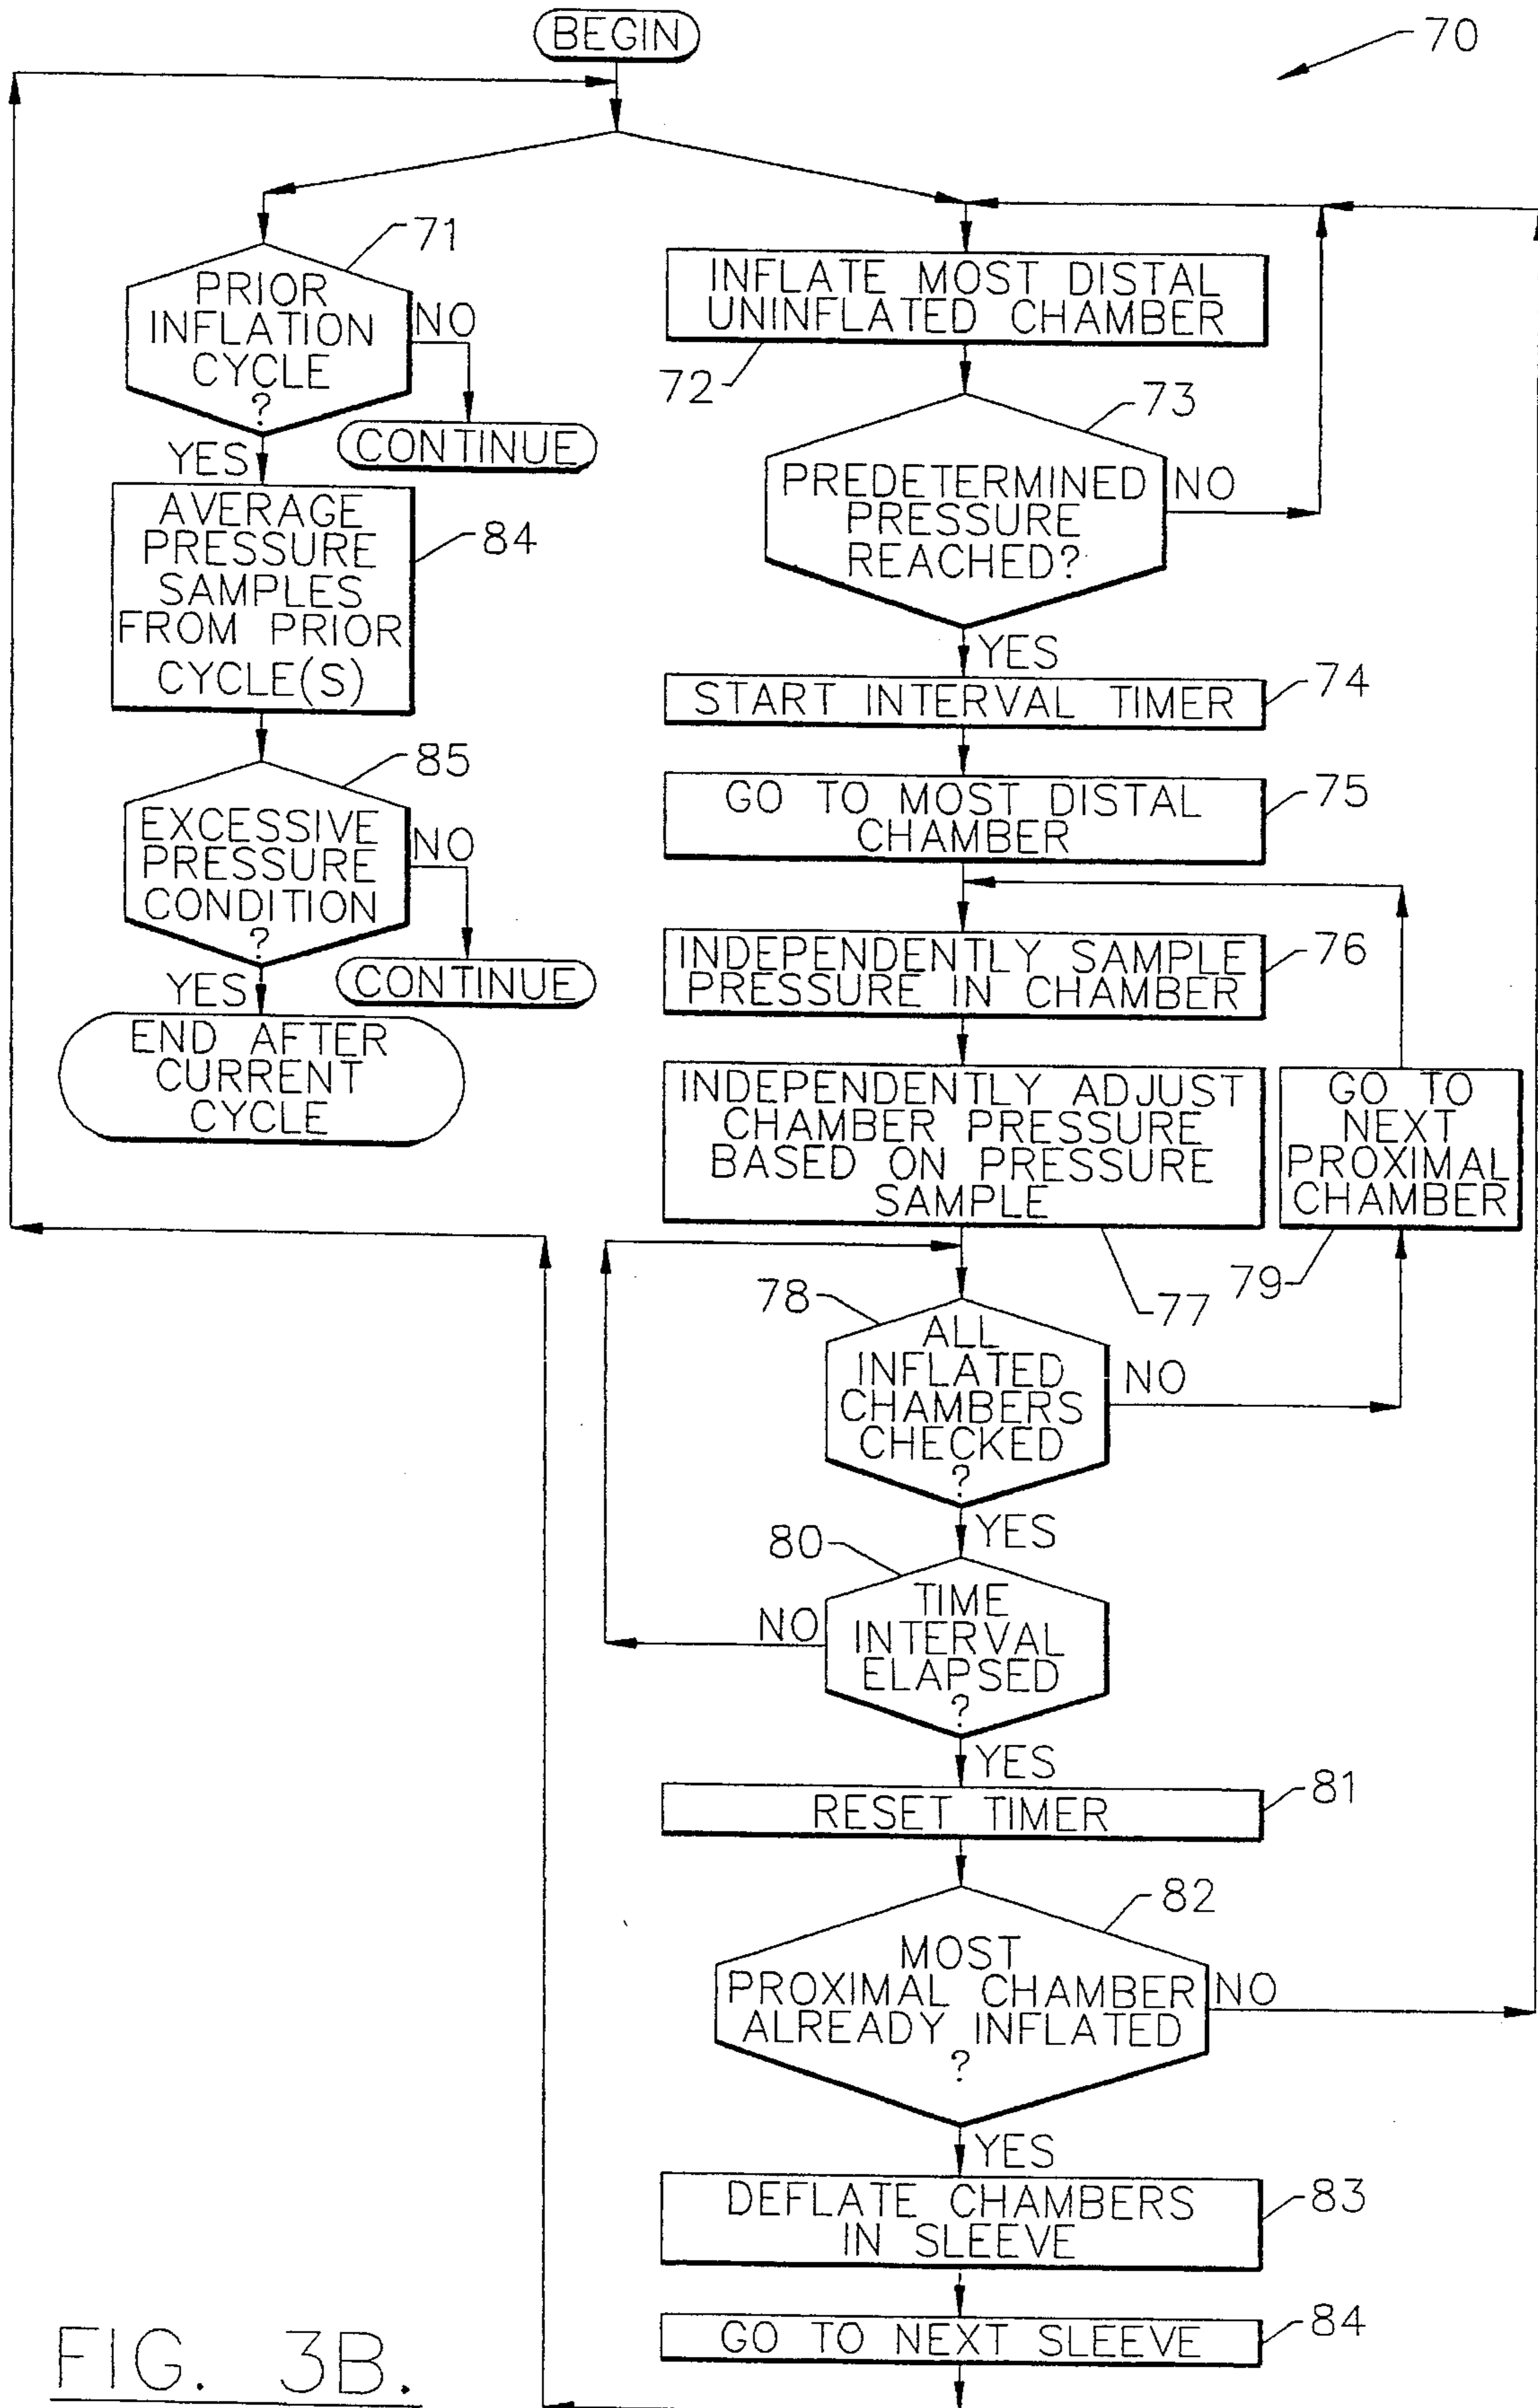 BEGIN
70
71
PRIOR
INFLATION
CYCLE
?
NO
CONTINUE
YES
AVERAGE
PRESSURE
SAMPLES
FROM PRIOR
CYCLE(S)
84
85
EXCESSIVE
PRESSURE
CONDITION
?
NO
CONTINUE
YES
END AFTER
CURRENT
CYCLE
INFLATE MOST DISTAL
UNINFLATED CHAMBER
72
73
PREDETERMINED
PRESSURE
REACHED?
NO
YES
START INTERVAL TIMER
74
GO TO MOST DISTAL
CHAMBER
75
INDEPENDENTLY SAMPLE
PRESSURE IN CHAMBER
76
INDEPENDENTLY ADJUST
CHAMBER PRESSURE
BASED ON PRESSURE
SAMPLE
77
GO TO
NEXT
PROXIMAL
CHAMBER
79
78
ALL
INFLATED
CHAMBERS
CHECKED
?
NO
YES
80
TIME
INTERVAL
ELAPSED
?
NO
YES
RESET TIMER
81
82
MOST
PROXIMAL CHAMBER
ALREADY INFLATED
?
NO
YES
DEFLATE CHAMBERS
IN SLEEVE
83
GO TO NEXT SLEEVE
84
FIG. 3B.